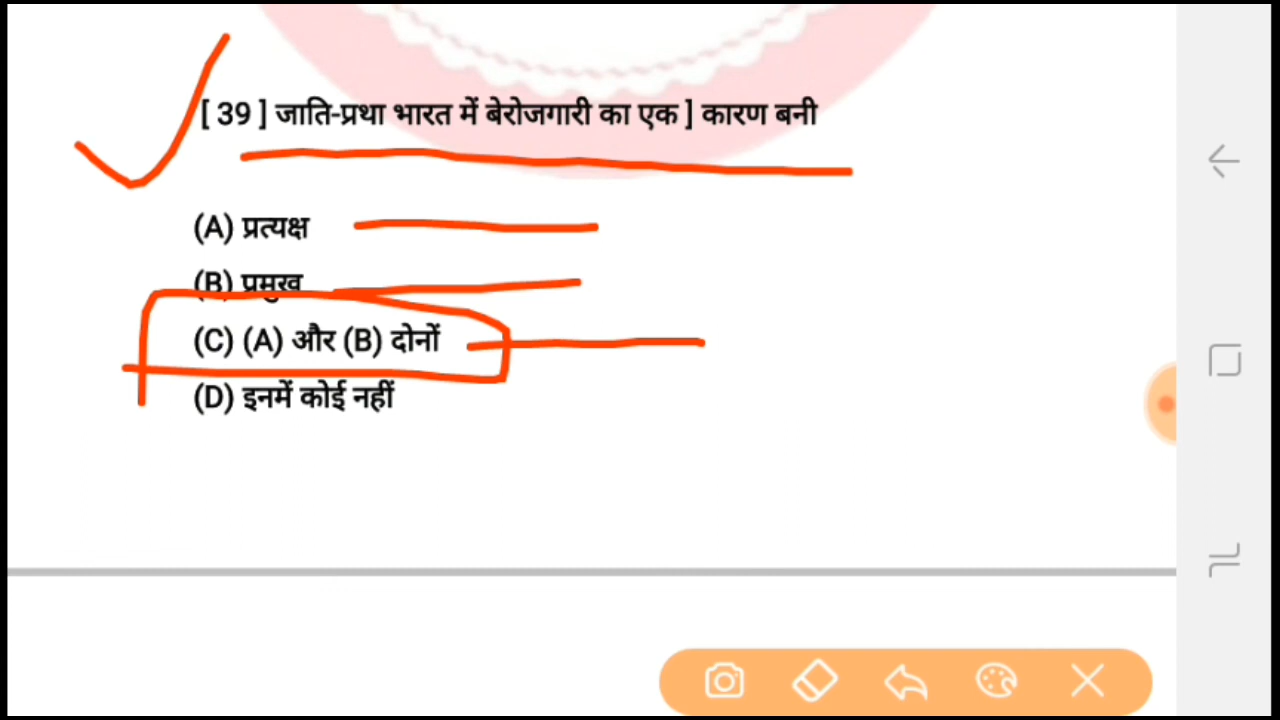 [ 39 ] जाति-प्रथा भारत में बेरोजगारी का एक ] कारण बनी
(A) प्रत्यक्ष
(B) प्रमुख
(C) (A) और (B) दोनों
(D) इनमें कोई नहीं